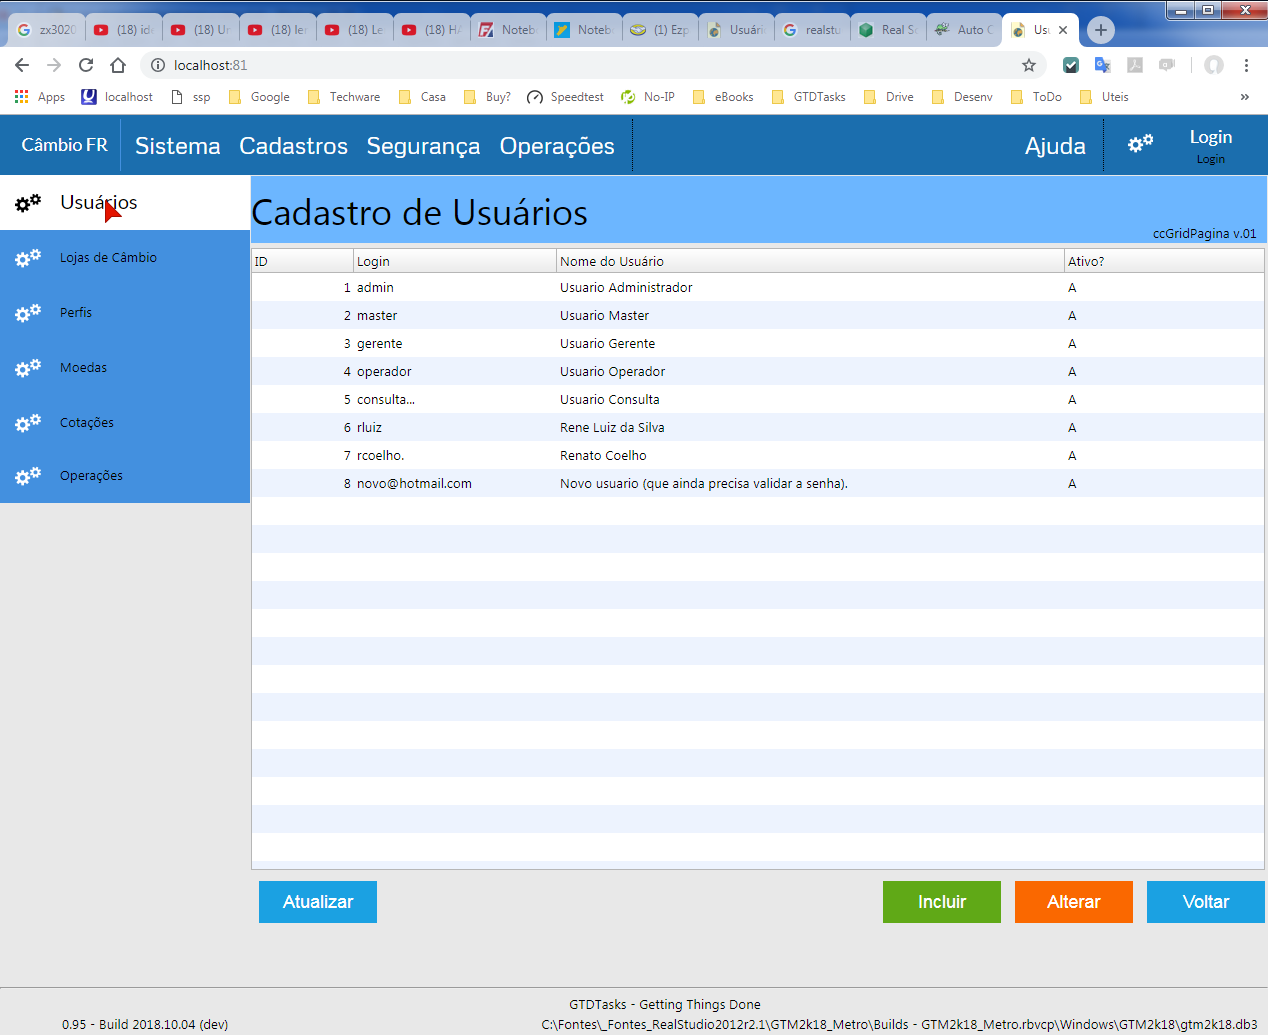 zx3020 (18) ide (18) Un (18) ler (18) Le (18) HA Noteb Noteb (1) Ezp Usuári realstu Real St Auto C Us
localhost:81
Apps localhost ssp Google Techware Casa Buy? Speedtest No-IP eBooks GTDTasks Drive Desenv ToDo Uteis »
Câmbio FR Sistema Cadastros Segurança Operações Ajuda Login
Login
Usuários
Lojas de Câmbio
Perfis
Moedas
Cotações
Operações
Cadastro de Usuários
ccGridPagina v.01
ID Login Nome do Usuário Ativo?
1 admin Usuario Administrador A
2 master Usuario Master A
3 gerente Usuario Gerente A
4 operador Usuario Operador A
5 consulta... Usuario Consulta A
6 rluiz Rene Luiz da Silva A
7 rcoelho. Renato Coelho A
8 novo@hotmail.com Novo usuario (que ainda precisa validar a senha). A
Atualizar Incluir Alterar Voltar
GTDTasks - Getting Things Done
0.95 - Build 2018.10.04 (dev) C:\Fontes\_Fontes_RealStudio2012r2.1\GTM2k18_Metro\Builds - GTM2k18_Metro.rbvcp\Windows\GTM2k18\gtm2k18.db3